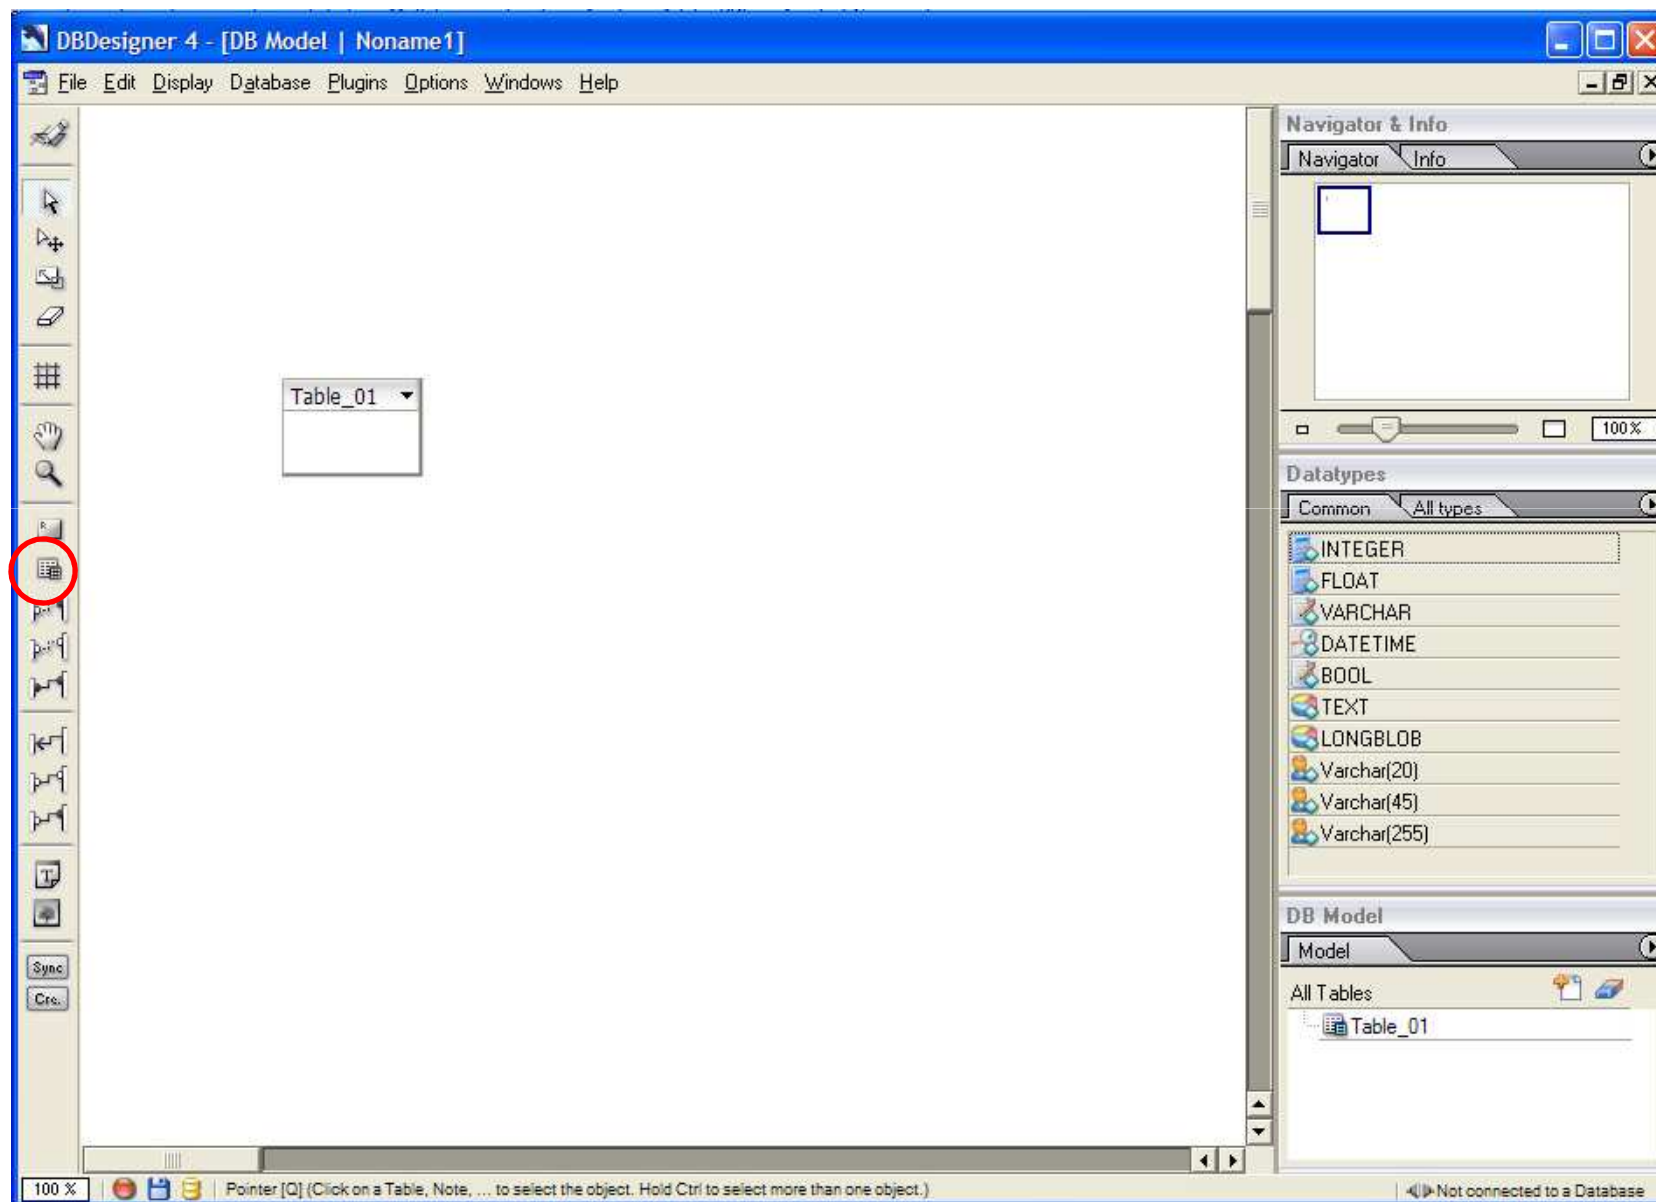 DBDesigner 4 - [DB Model | Noname1]
File Edit Display Database Plugins Options Windows Help
Navigator & Info
Navigator Info
100%
Datatypes
Common All types
INTEGER
FLOAT
VARCHAR
DATETIME
BOOL
TEXT
LONGBLOB
Varchar(20)
Varchar(45)
Varchar(255)
DB Model
Model
All Tables
Table_01
Table_01
R
T
Sync
Cre.
100 % Pointer [Q] (Click on a Table, Note, ... to select the object. Hold Ctrl to select more than one object.) Not connected to a Database